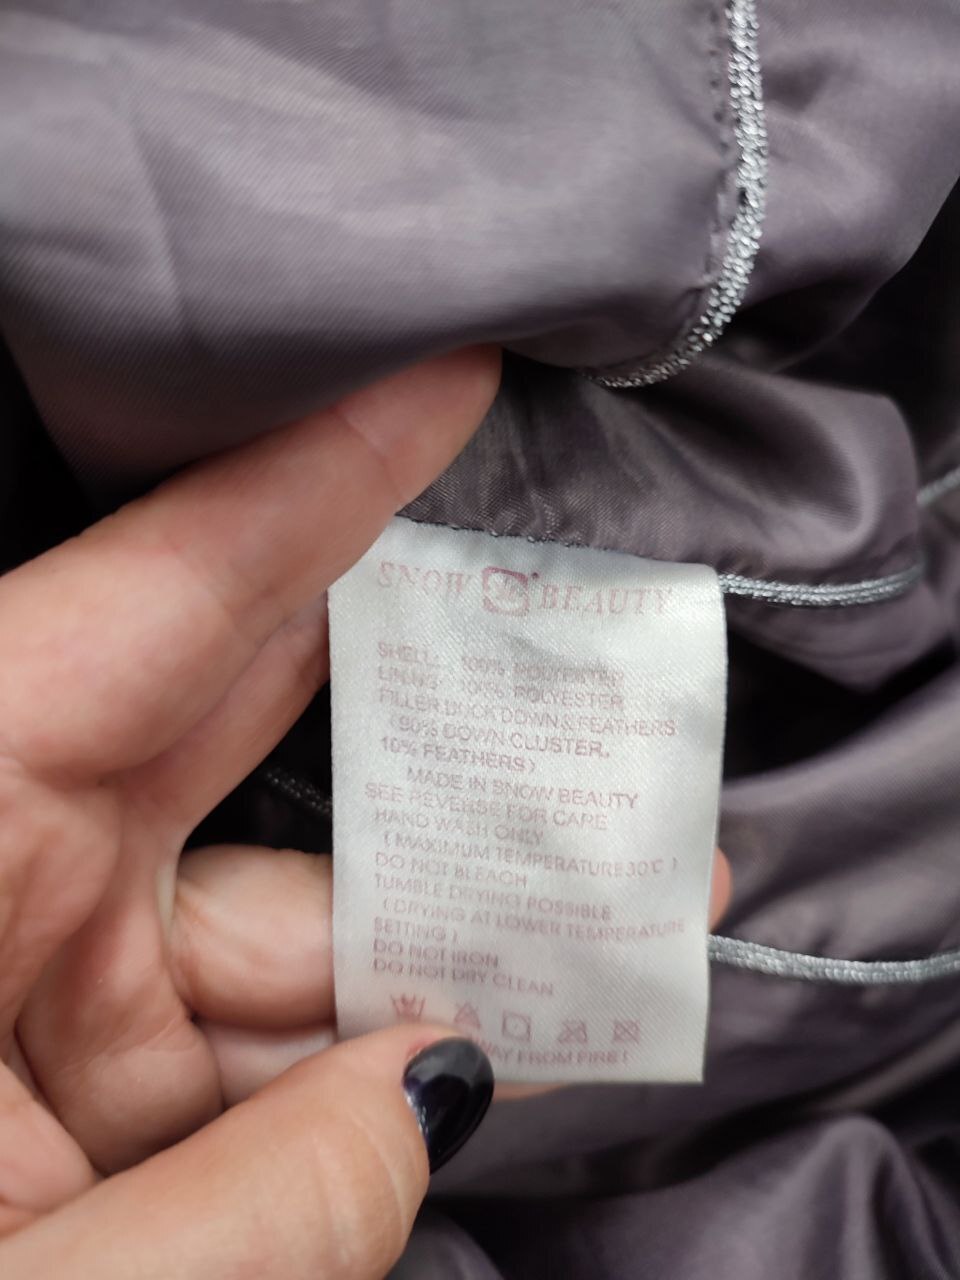 SNOW BEAUTY
SHELL: 100% POLYESTER
LINING: 100% POLYESTER
FILLER DUCK DOWN & FEATHERS
(90% DOWN CLUSTER,
10% FEATHERS)
MADE IN SNOW BEAUTY
SEE REVERSE FOR CARE
HAND WASH ONLY
(MAXIMUM TEMPERATURE 30°C)
DO NOT BLEACH
TUMBLE DRYING POSSIBLE
(DRYING AT LOWER TEMPERATURE
SETTING)
DO NOT IRON
DO NOT DRY CLEAN
FROM FIRE!